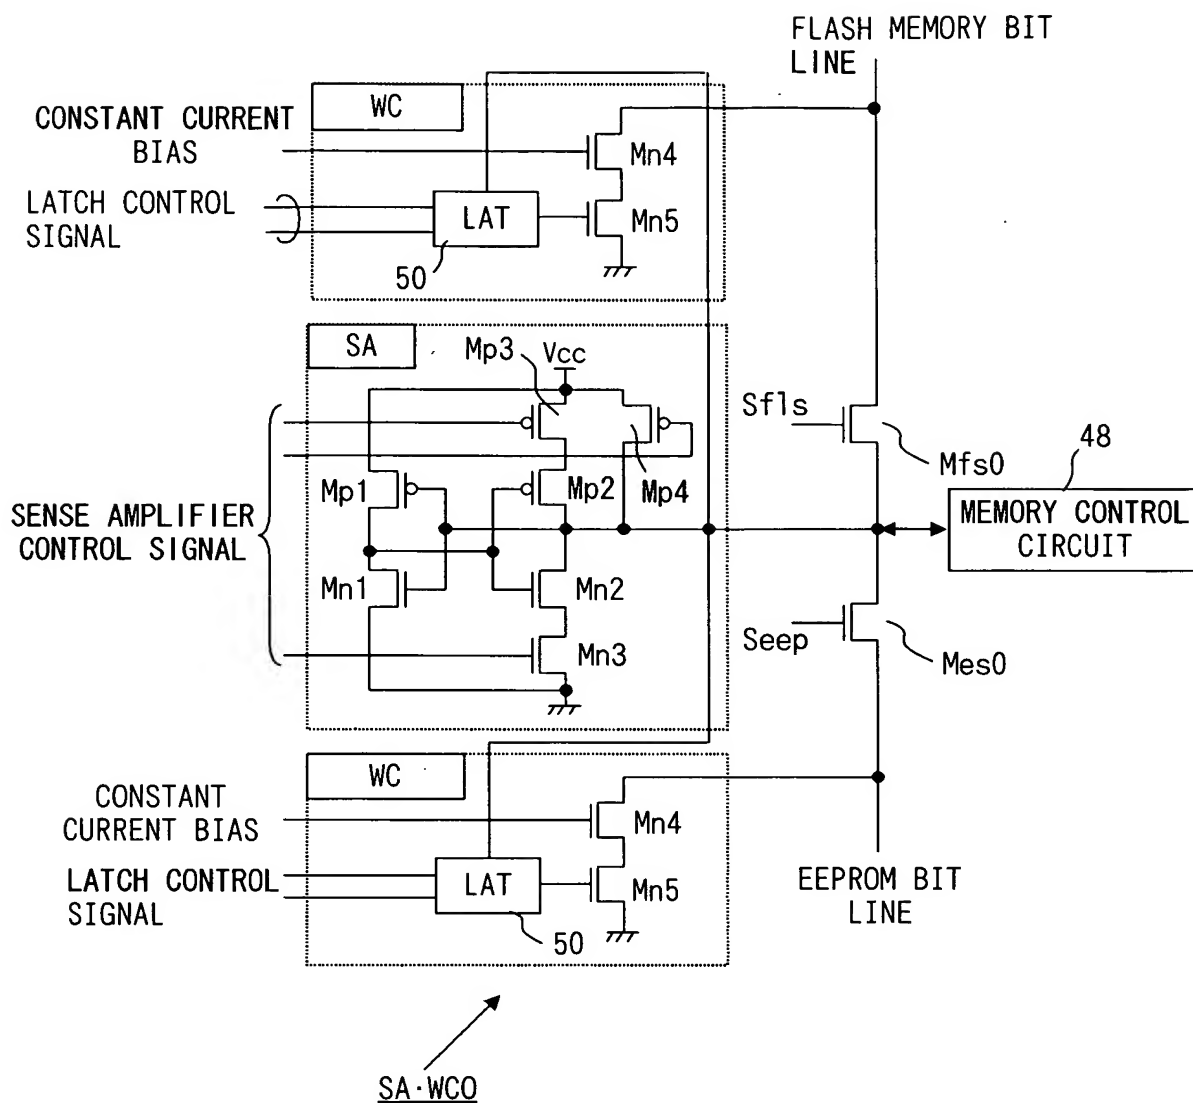 FLASH MEMORY BIT
LINE
WC
CONSTANT CURRENT
BIAS
Mn4
LATCH CONTROL
SIGNAL
LAT
Mn5
50
SA
Mp3
Vcc
Sfls
48
Mfs0
Mp1
Mp2
Mp4
SENSE AMPLIFIER
CONTROL SIGNAL
MEMORY CONTROL
CIRCUIT
Mn1
Mn2
Seep
Mn3
Mes0
WC
CONSTANT
CURRENT BIAS
Mn4
LATCH CONTROL
SIGNAL
LAT
Mn5
EEPROM BIT
LINE
50
SA·WC0